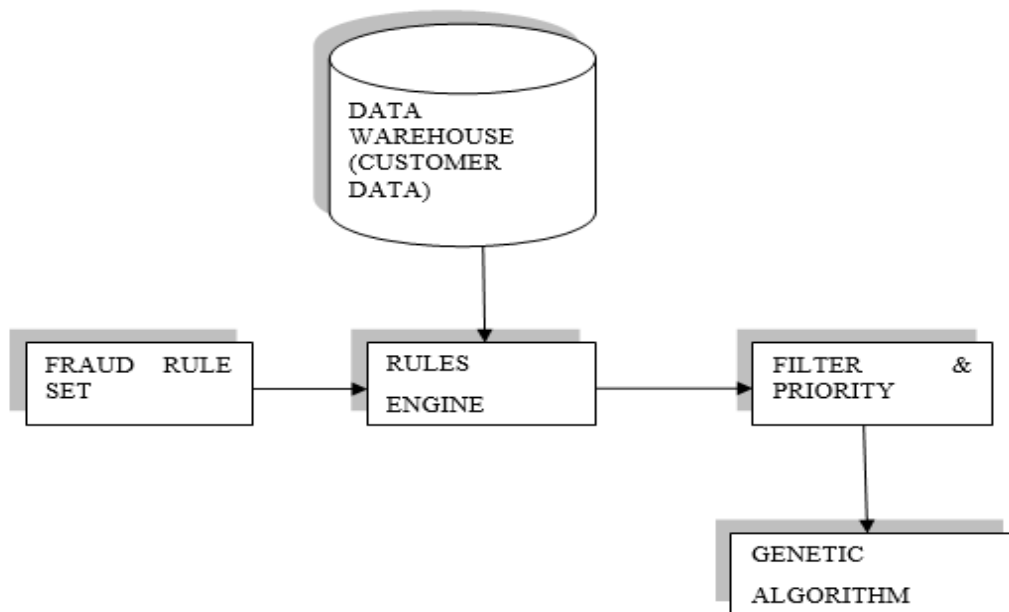 DATA
WAREHOUSE
(CUSTOMER
DATA)
FRAUD RULE
SET
RULES
ENGINE
FILTER &
PRIORITY
GENETIC
ALGORITHM